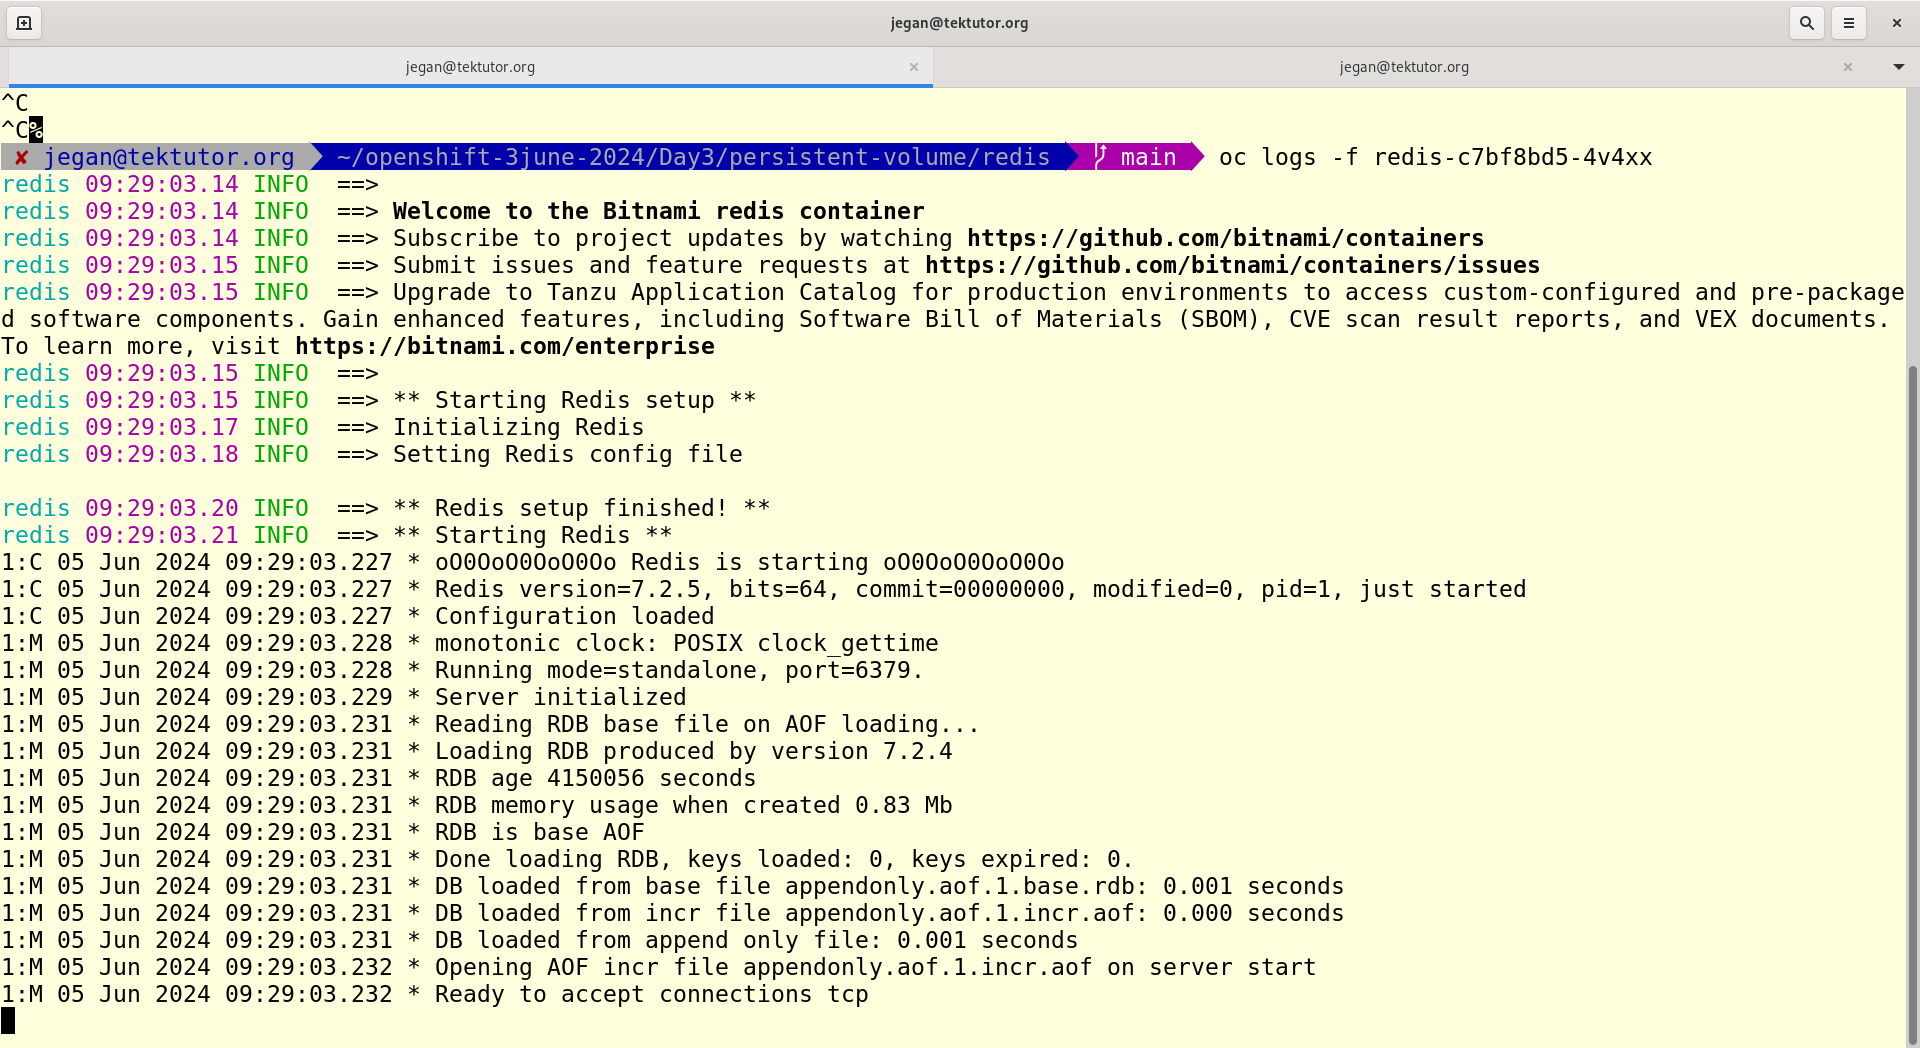 jegan@tektutor.org
jegan@tektutor.org
jegan@tektutor.org
^C
^C%
✘ jegan@tektutor.org ~/openshift-3june-2024/Day3/persistent-volume/redis main oc logs -f redis-c7bf8bd5-4v4xx
redis 09:29:03.14 INFO  ==>
redis 09:29:03.14 INFO  ==> Welcome to the Bitnami redis container
redis 09:29:03.14 INFO  ==> Subscribe to project updates by watching https://github.com/bitnami/containers
redis 09:29:03.15 INFO  ==> Submit issues and feature requests at https://github.com/bitnami/containers/issues
redis 09:29:03.15 INFO  ==> Upgrade to Tanzu Application Catalog for production environments to access custom-configured and pre-package
d software components. Gain enhanced features, including Software Bill of Materials (SBOM), CVE scan result reports, and VEX documents.
To learn more, visit https://bitnami.com/enterprise
redis 09:29:03.15 INFO  ==>
redis 09:29:03.15 INFO  ==> ** Starting Redis setup **
redis 09:29:03.17 INFO  ==> Initializing Redis
redis 09:29:03.18 INFO  ==> Setting Redis config file
redis 09:29:03.20 INFO  ==> ** Redis setup finished! **
redis 09:29:03.21 INFO  ==> ** Starting Redis **
1:C 05 Jun 2024 09:29:03.227 * oO0OoO0OoO0Oo Redis is starting oO0OoO0OoO0Oo
1:C 05 Jun 2024 09:29:03.227 * Redis version=7.2.5, bits=64, commit=00000000, modified=0, pid=1, just started
1:C 05 Jun 2024 09:29:03.227 * Configuration loaded
1:M 05 Jun 2024 09:29:03.228 * monotonic clock: POSIX clock_gettime
1:M 05 Jun 2024 09:29:03.228 * Running mode=standalone, port=6379.
1:M 05 Jun 2024 09:29:03.229 * Server initialized
1:M 05 Jun 2024 09:29:03.231 * Reading RDB base file on AOF loading...
1:M 05 Jun 2024 09:29:03.231 * Loading RDB produced by version 7.2.4
1:M 05 Jun 2024 09:29:03.231 * RDB age 4150056 seconds
1:M 05 Jun 2024 09:29:03.231 * RDB memory usage when created 0.83 Mb
1:M 05 Jun 2024 09:29:03.231 * RDB is base AOF
1:M 05 Jun 2024 09:29:03.231 * Done loading RDB, keys loaded: 0, keys expired: 0.
1:M 05 Jun 2024 09:29:03.231 * DB loaded from base file appendonly.aof.1.base.rdb: 0.001 seconds
1:M 05 Jun 2024 09:29:03.231 * DB loaded from incr file appendonly.aof.1.incr.aof: 0.000 seconds
1:M 05 Jun 2024 09:29:03.231 * DB loaded from append only file: 0.001 seconds
1:M 05 Jun 2024 09:29:03.232 * Opening AOF incr file appendonly.aof.1.incr.aof on server start
1:M 05 Jun 2024 09:29:03.232 * Ready to accept connections tcp